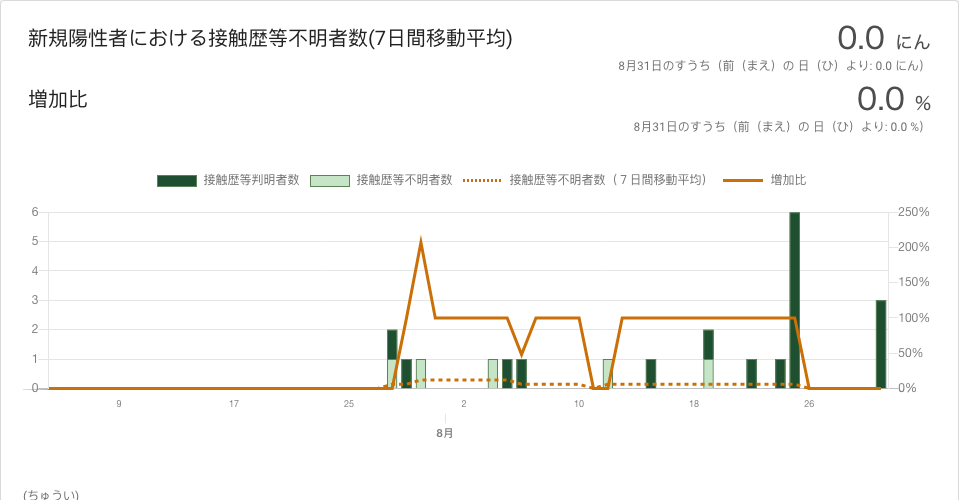 新規陽性者における接触歴等不明者数(7日間移動平均)
0.0 にん
8月31日のすうち（前（まえ）の 日（ひ）より: 0.0 にん）
増加比
0.0 %
8月31日のすうち（前（まえ）の 日（ひ）より: 0.0 %）
接触歴等判明者数 接触歴等不明者数 接触歴等不明者数（７日間移動平均） 増加比
6 250%
5 200%
4 150%
3 100%
2 50%
1 0%
0
9 17 25 2 10 18 26
8月
(ちゅうい)